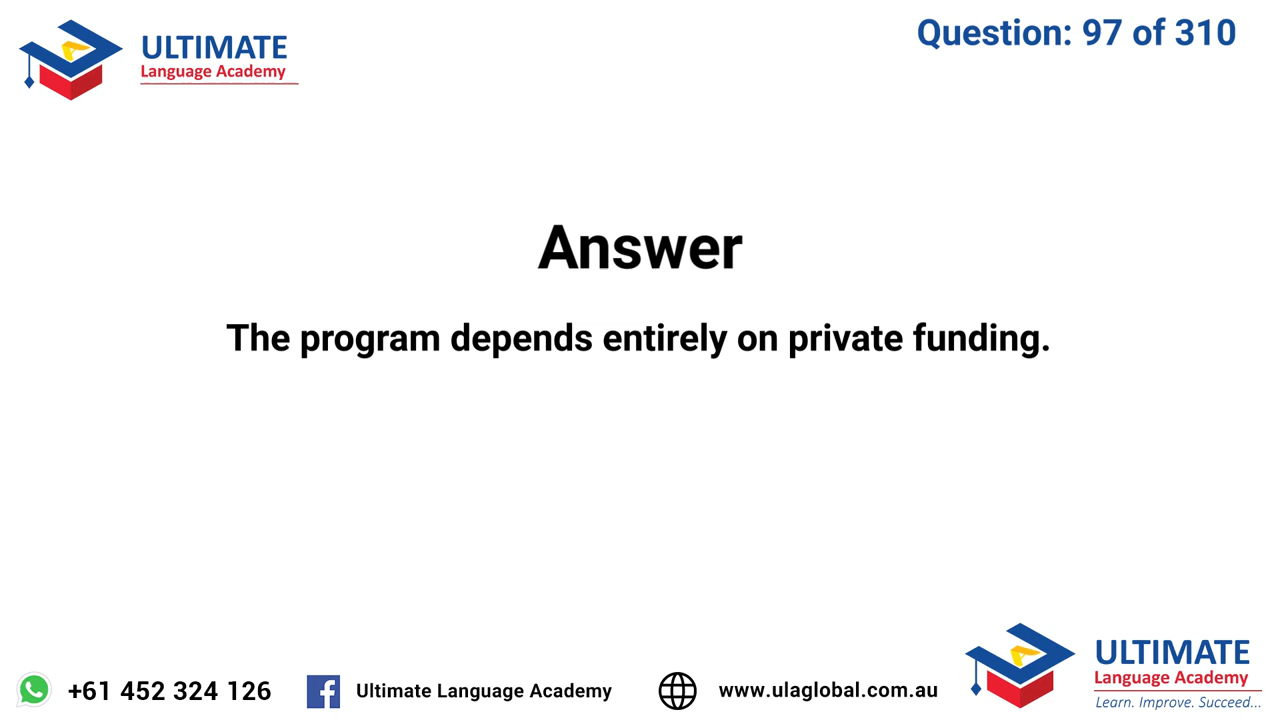 ULTIMATE
Language Academy
Question: 97 of 310
Answer
The program depends entirely on private funding.
+61 452 324 126
Ultimate Language Academy
www.ulaglobal.com.au
ULTIMATE
Language Academy
Learn. Improve. Succeed...